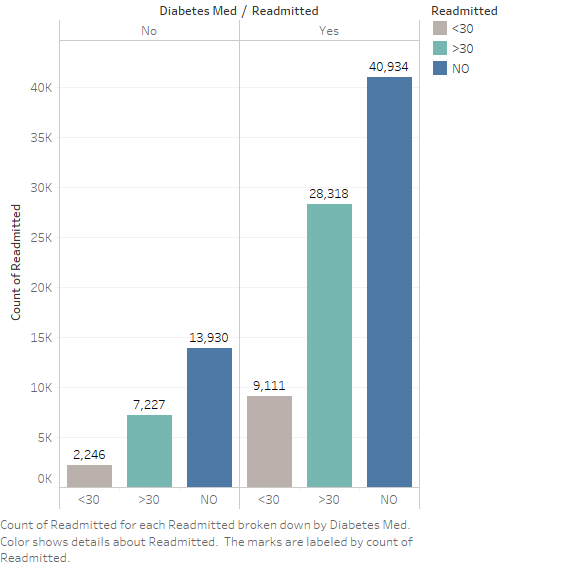 Diabetes Med / Readmitted
No
Yes
Readmitted
<30
>30
NO
Count of Readmitted
40K
35K
30K
25K
20K
15K
10K
5K
0K
2,246
7,227
13,930
9,111
28,318
40,934
<30
>30
NO
<30
>30
NO
Count of Readmitted for each Readmitted broken down by Diabetes Med.
Color shows details about Readmitted. The marks are labeled by count of
Readmitted.